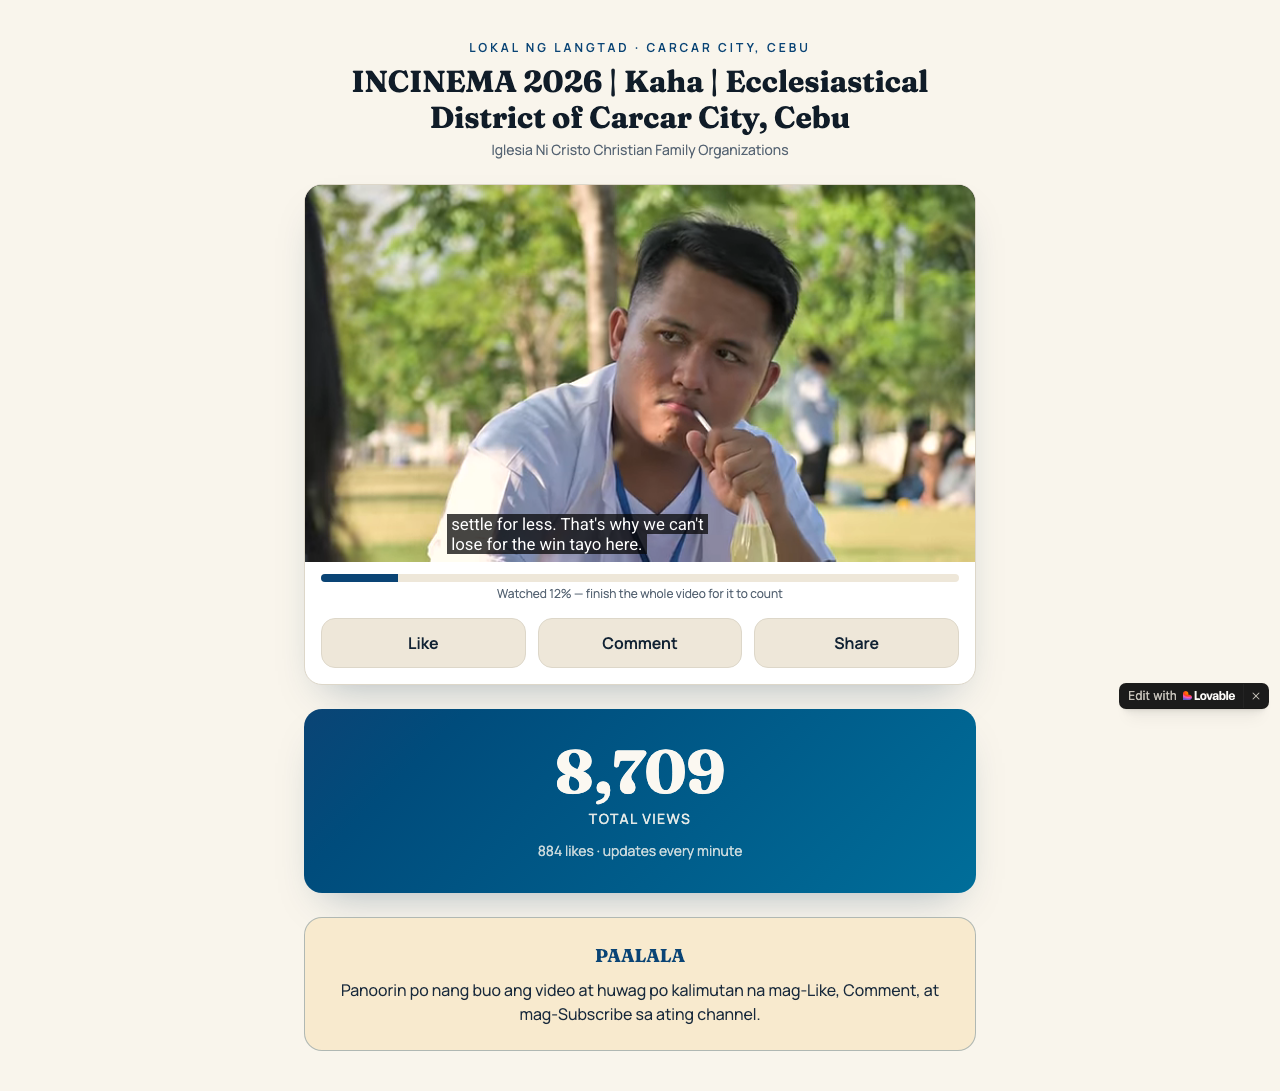 LOKAL NG LANGTAD · CARCAR CITY, CEBU
INCINEMA 2026 | Kaha | Ecclesiastical
District of Carcar City, Cebu
Iglesia Ni Cristo Christian Family Organizations
settle for less. That's why we can't
lose for the win tayo here.
Watched 12% — finish the whole video for it to count
Like
Comment
Share
Edit with Lovable
8,709
TOTAL VIEWS
884 likes · updates every minute
PAALALA
Panoorin po nang buo ang video at huwag po kalimutan na mag-Like, Comment, at
mag-Subscribe sa ating channel.